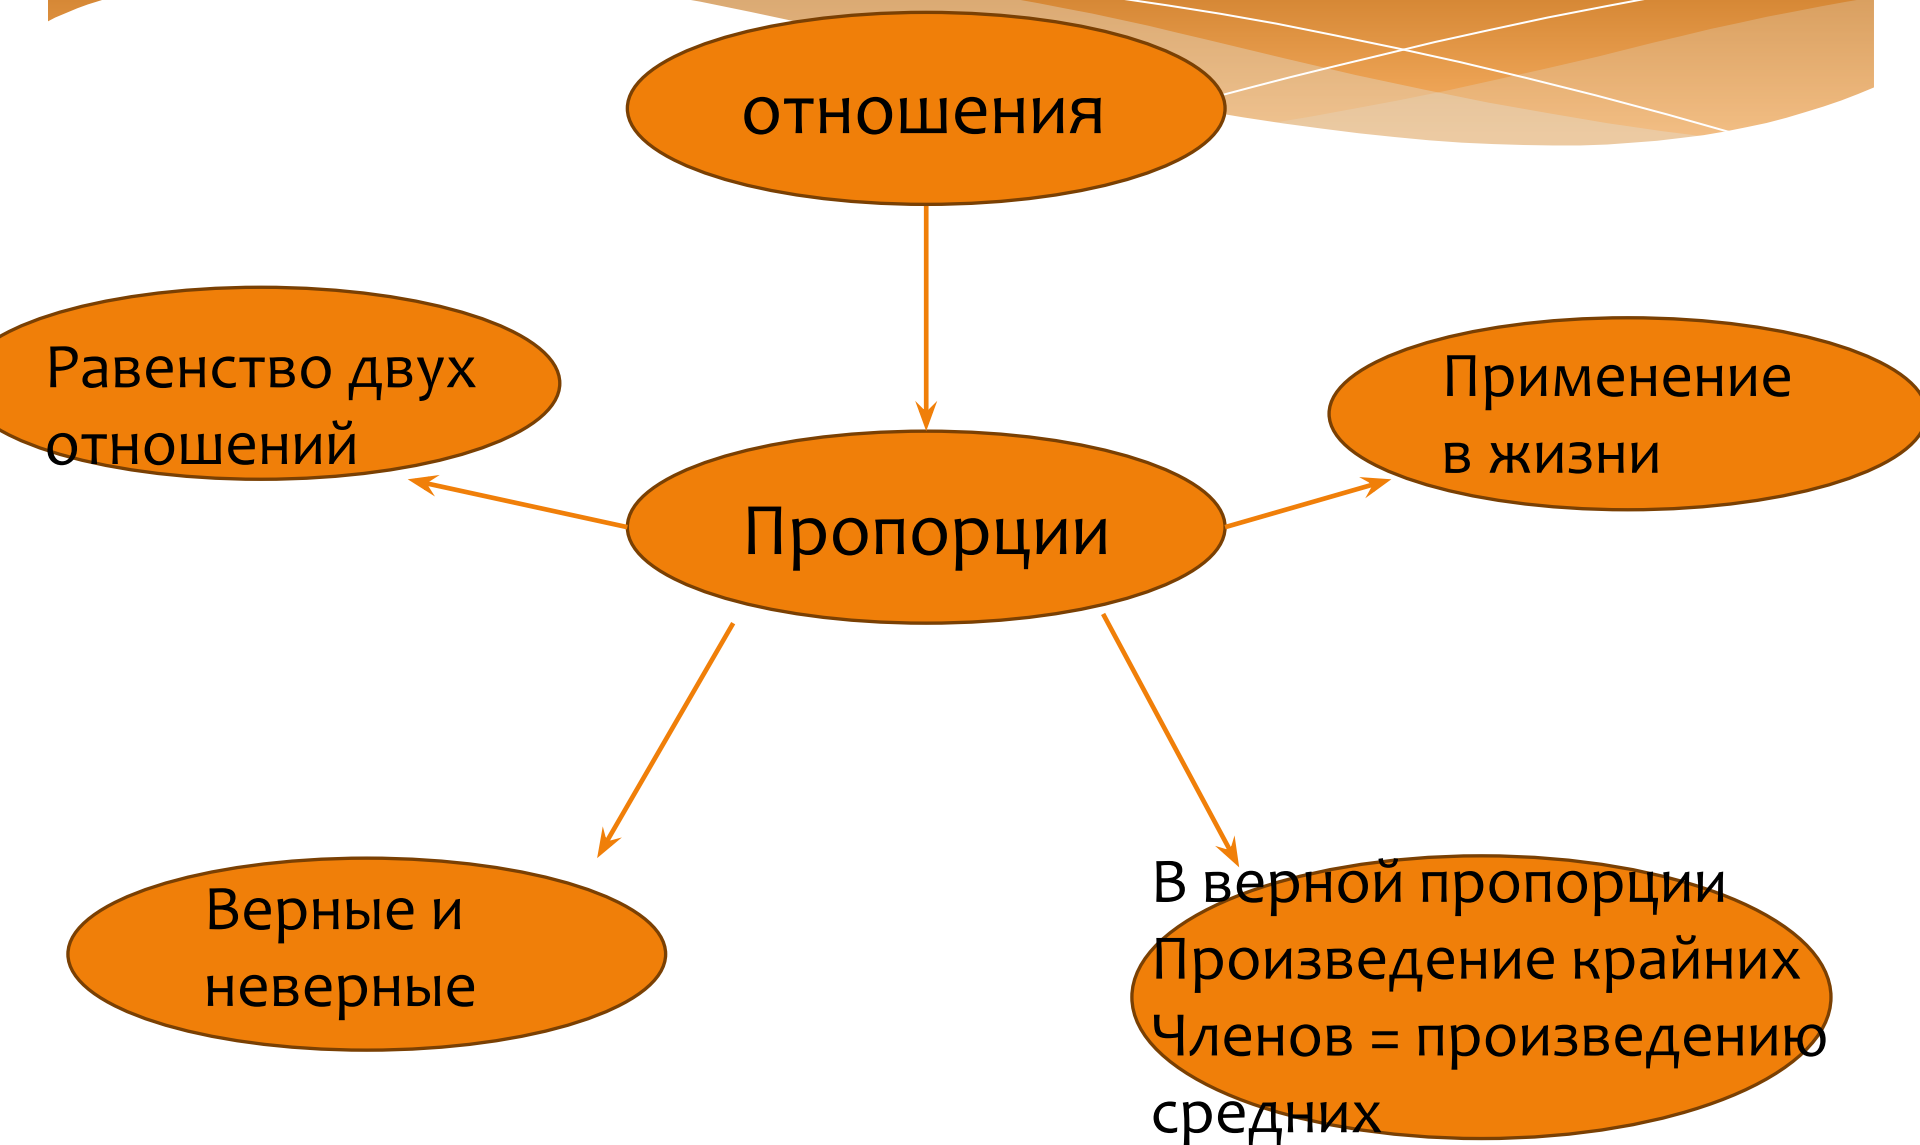 отношения
Равенство двух
отношений
Применение
в жизни
Пропорции
Верные и
неверные
В верной пропорции
Произведение крайних
Членов = произведению
средних